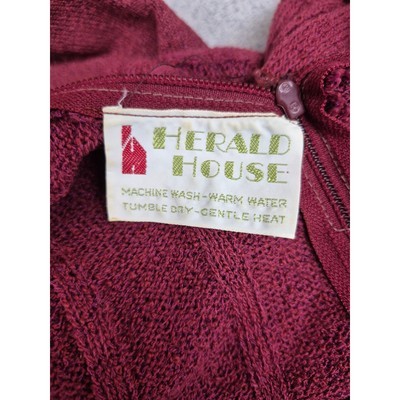 HERALD
HOUSE
MACHINE WASH-WARM WATER
TUMBLE DRY-GENTLE HEAT